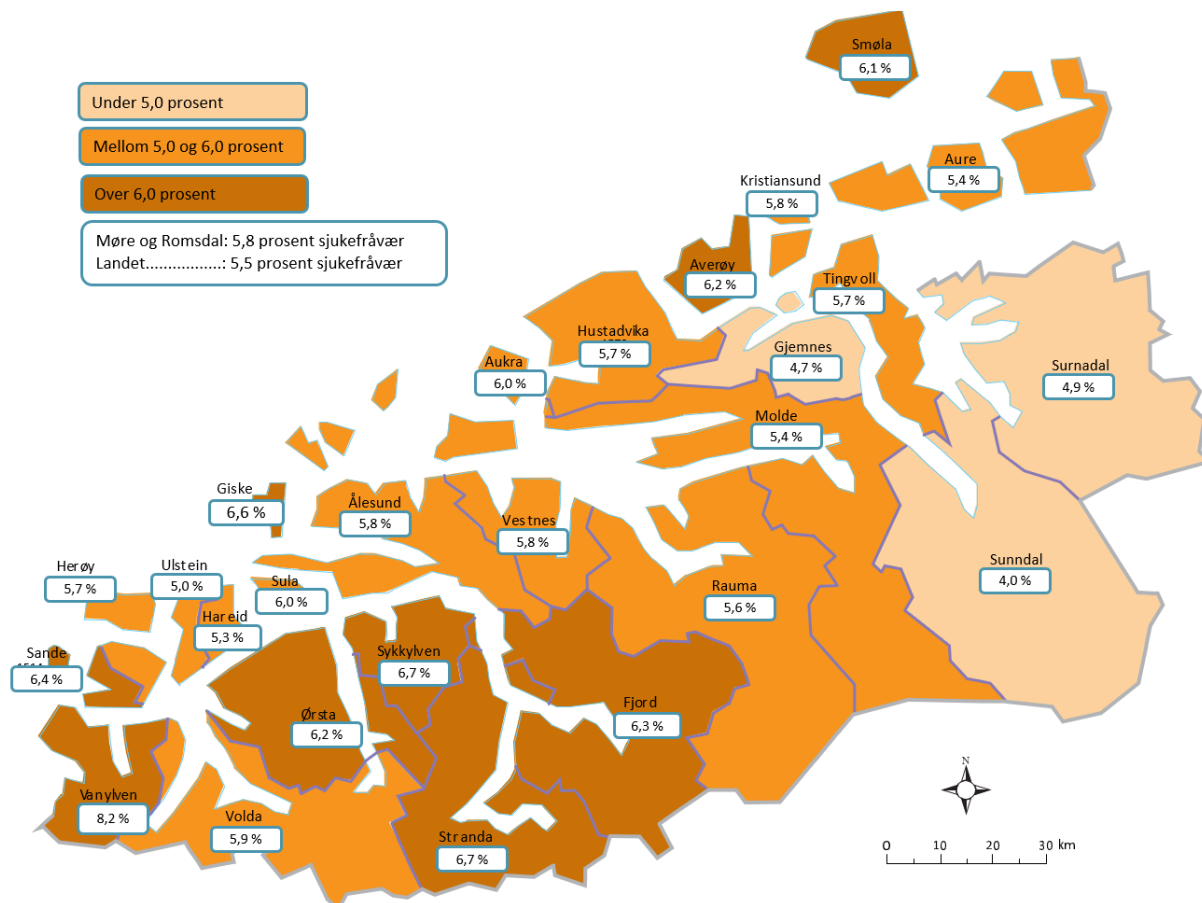 Smøla
6,1 %
Under 5,0 prosent
Mellom 5,0 og 6,0 prosent
Over 6,0 prosent
Møre og Romsdal: 5,8 prosent sjukefråvær
Landet.................: 5,5 prosent sjukefråvær
Aure
5,4 %
Kristiansund
5,8 %
Averøy
6,2 %
Tingvoll
5,7 %
Hustadvika
5,7 %
Gjemnes
4,7 %
Aukra
6,0 %
Surnadal
4,9 %
Molde
5,4 %
Giske
6,6 %
Ålesund
5,8 %
Vestnes
5,8 %
Sunndal
4,0 %
Herøy
5,7 %
Ulstein
5,0 %
Sula
6,0 %
Rauma
5,6 %
Hareid
5,3 %
Sande
6,4 %
Sykkylven
6,7 %
Ørsta
6,2 %
Fjord
6,3 %
Vanylven
8,2 %
Volda
5,9 %
Stranda
6,7 %
N
0 10 20 30 km